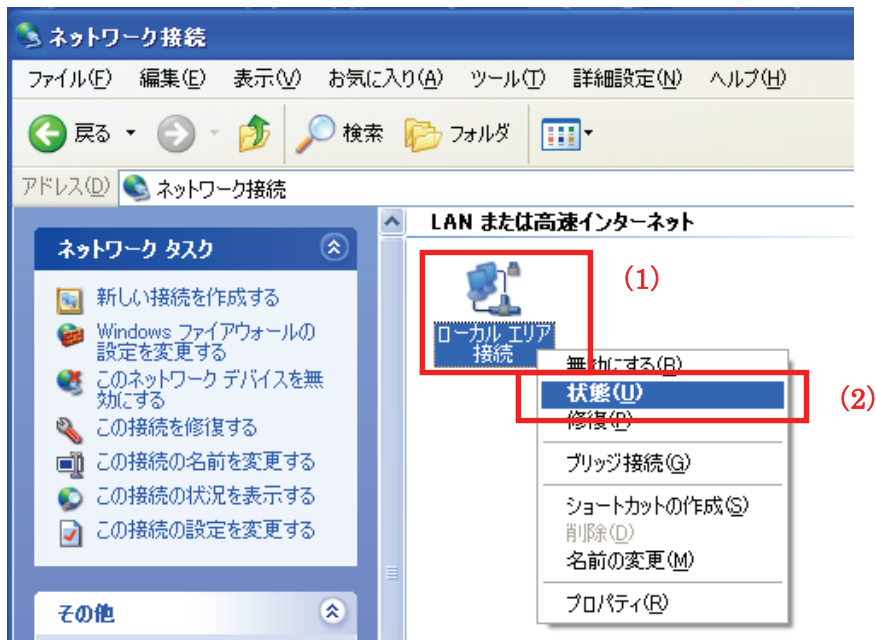 ネットワーク接続
ファイル(F) 編集(E) 表示(V) お気に入り(A) ツール(T) 詳細設定(N) ヘルプ(H)
戻る 検索 フォルダ
アドレス(D) ネットワーク接続
ネットワーク タスク
新しい接続を作成する
Windows ファイアウォールの
設定を変更する
このネットワーク デバイスを無
効にする
この接続を修復する
この接続の名前を変更する
この接続の状況を表示する
この接続の設定を変更する
その他
LAN または高速インターネット
(1)
ローカル エリア
接続
無効にする(B)
状態(U)
(2)
修復(P)
ブリッジ接続(G)
ショートカットの作成(S)
削除(D)
名前の変更(M)
プロパティ(R)